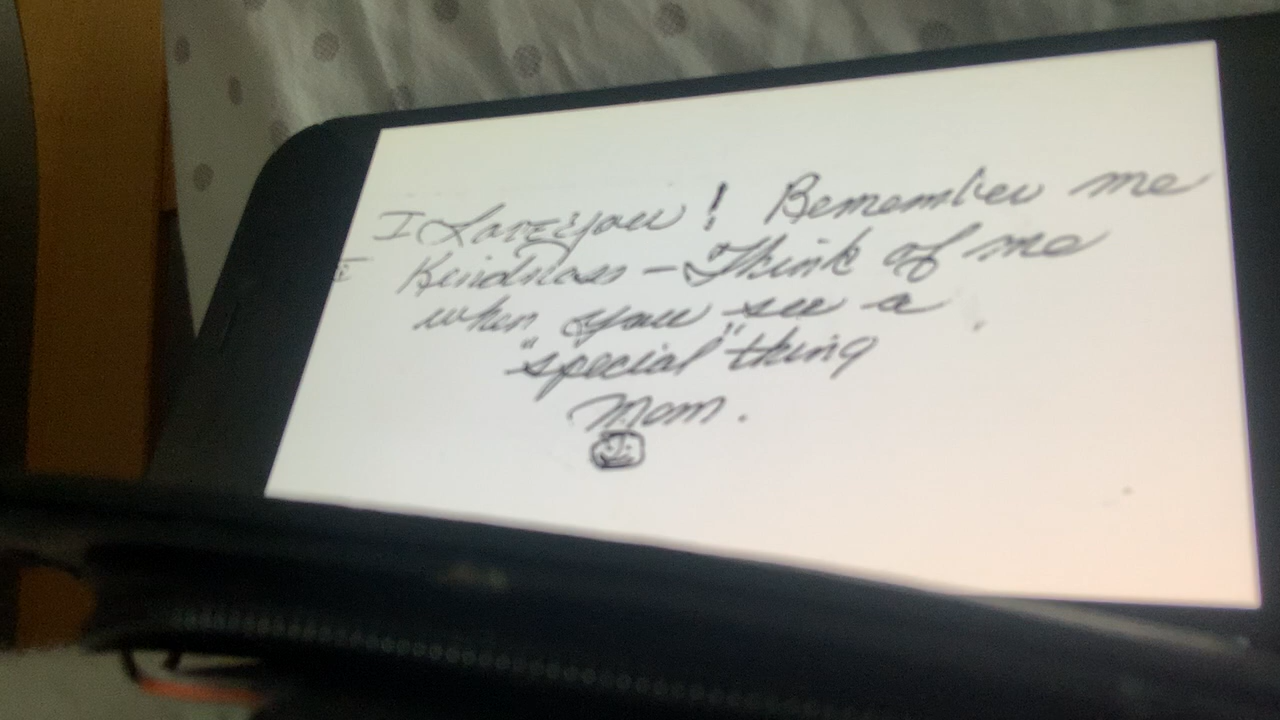 I Love you! Remember me
Kindness - Think of me
when you see a
"special" thing
Mom.